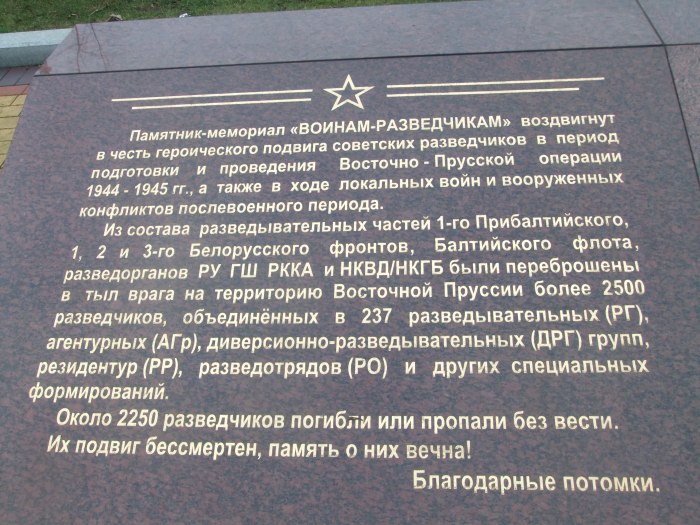 Памятник-мемориал «ВОИНАМ-РАЗВЕДЧИКАМ» воздвигнут
в честь героического подвига советских разведчиков в период
подготовки и проведения Восточно - Прусской операции
1944 - 1945 гг., а также в ходе локальных войн и вооруженных
конфликтов послевоенного периода.
Из состава разведывательных частей 1-го Прибалтийского,
1, 2 и 3-го Белорусского фронтов, Балтийского флота,
разведорганов РУ ГШ РККА и НКВД/НКГБ были переброшены
в тыл врага на территорию Восточной Пруссии более 2500
разведчиков, объединённых в 237 разведывательных (РГ),
агентурных (АГр), диверсионно-разведывательных (ДРГ) групп,
резидентур (РР), разведотрядов (РО) и других специальных
формирований.
Около 2250 разведчиков погибли или пропали без вести.
Их подвиг бессмертен, память о них вечна!
Благодарные потомки.